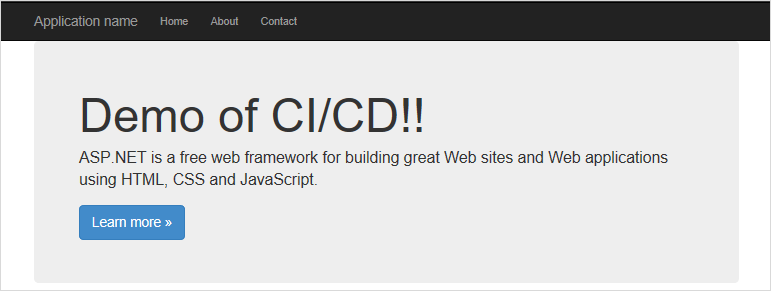 Application name Home About Contact
Demo of CI/CD!!
ASP.NET is a free web framework for building great Web sites and Web applications
using HTML, CSS and JavaScript.
Learn more »